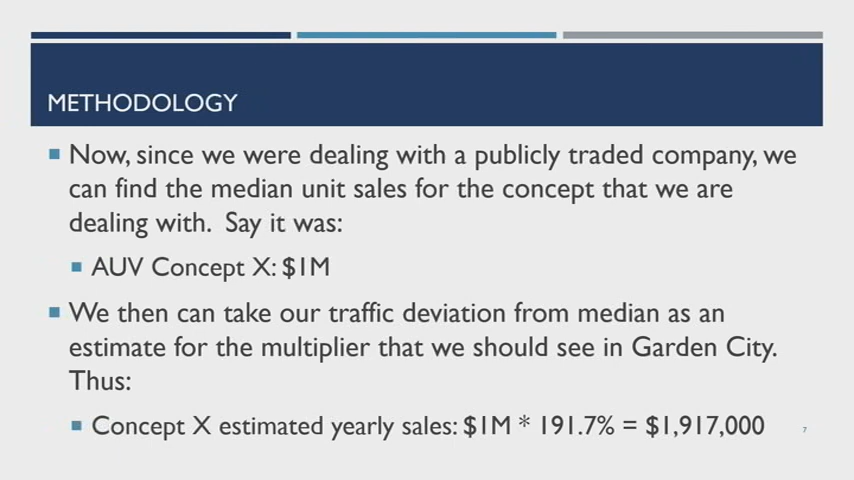 METHODOLOGY
Now, since we were dealing with a publicly traded company, we
can find the median unit sales for the concept that we are
dealing with. Say it was:
AUV Concept X: $1M
We then can take our traffic deviation from median as an
estimate for the multiplier that we should see in Garden City.
Thus:
Concept X estimated yearly sales: $1M * 191.7% = $1,917,000
7